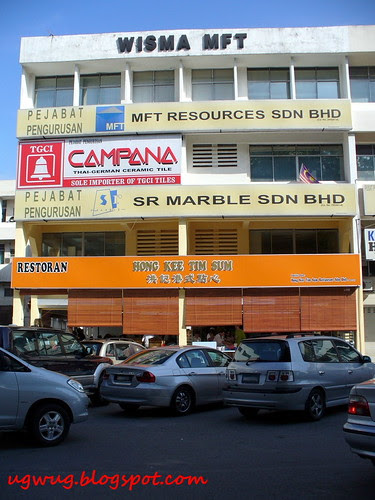 WISMA MFT
PEJABAT
PENGURUSAN
MFT
MFT RESOURCES SDN BHD
TGCI
CAMPANA
THAI-GERMAN CERAMIC TILE
SOLE IMPORTER OF TGCI TILES
PEJABAT
PENGURUSAN
SR MARBLE SDN BHD
RESTORAN
HONG KEE TIM SUM
ugwug.blogspot.com